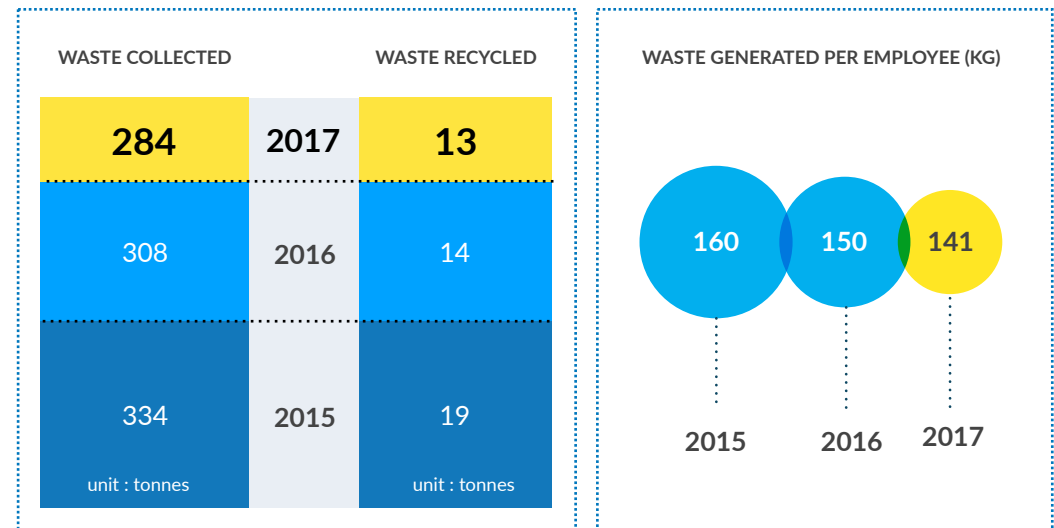 WASTE COLLECTED WASTE RECYCLED
284 2017 13
308 2016 14
334 2015 19
unit : tonnes unit : tonnes
WASTE GENERATED PER EMPLOYEE (KG)
160 150 141
2015 2016 2017